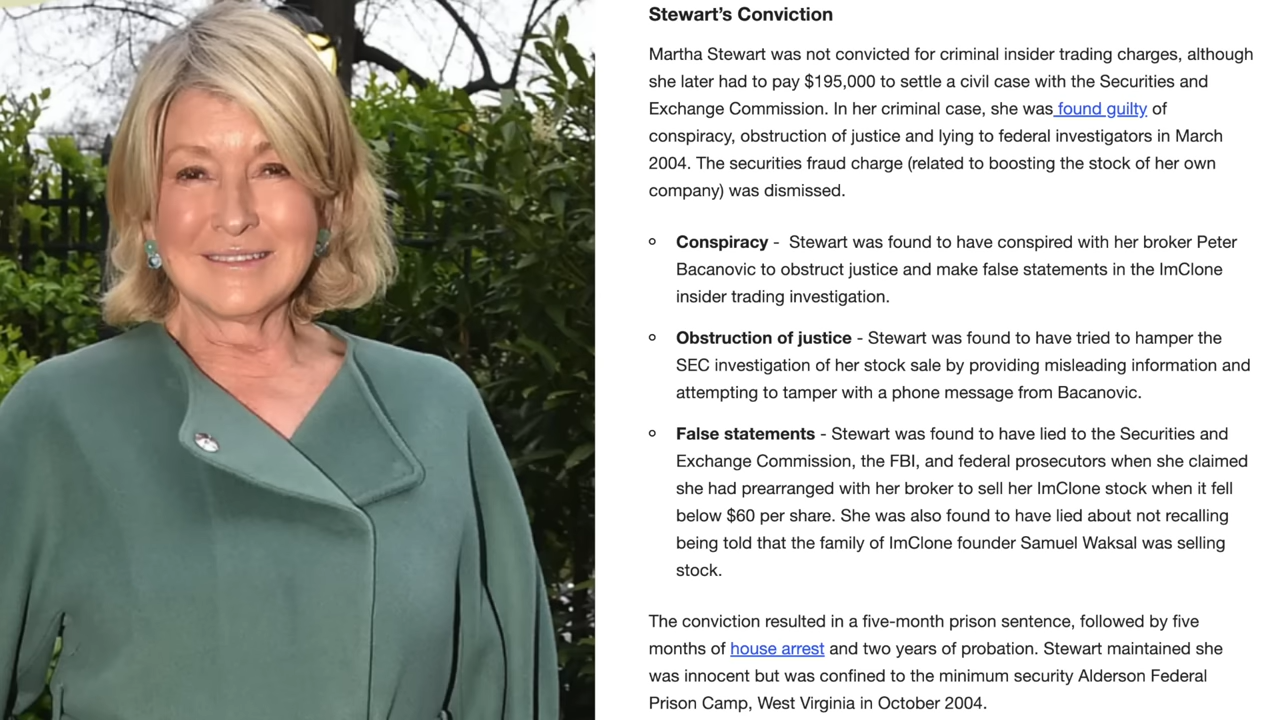 Stewart’s Conviction
Martha Stewart was not convicted for criminal insider trading charges, although
she later had to pay $195,000 to settle a civil case with the Securities and
Exchange Commission. In her criminal case, she was found guilty of
conspiracy, obstruction of justice and lying to federal investigators in March
2004. The securities fraud charge (related to boosting the stock of her own
company) was dismissed.
Conspiracy -  Stewart was found to have conspired with her broker Peter
Bacanovic to obstruct justice and make false statements in the ImClone
insider trading investigation.
Obstruction of justice - Stewart was found to have tried to hamper the
SEC investigation of her stock sale by providing misleading information and
attempting to tamper with a phone message from Bacanovic.
False statements - Stewart was found to have lied to the Securities and
Exchange Commission, the FBI, and federal prosecutors when she claimed
she had prearranged with her broker to sell her ImClone stock when it fell
below $60 per share. She was also found to have lied about not recalling
being told that the family of ImClone founder Samuel Waksal was selling
stock.
The conviction resulted in a five-month prison sentence, followed by five
months of house arrest and two years of probation. Stewart maintained she
was innocent but was confined to the minimum security Alderson Federal
Prison Camp, West Virginia in October 2004.